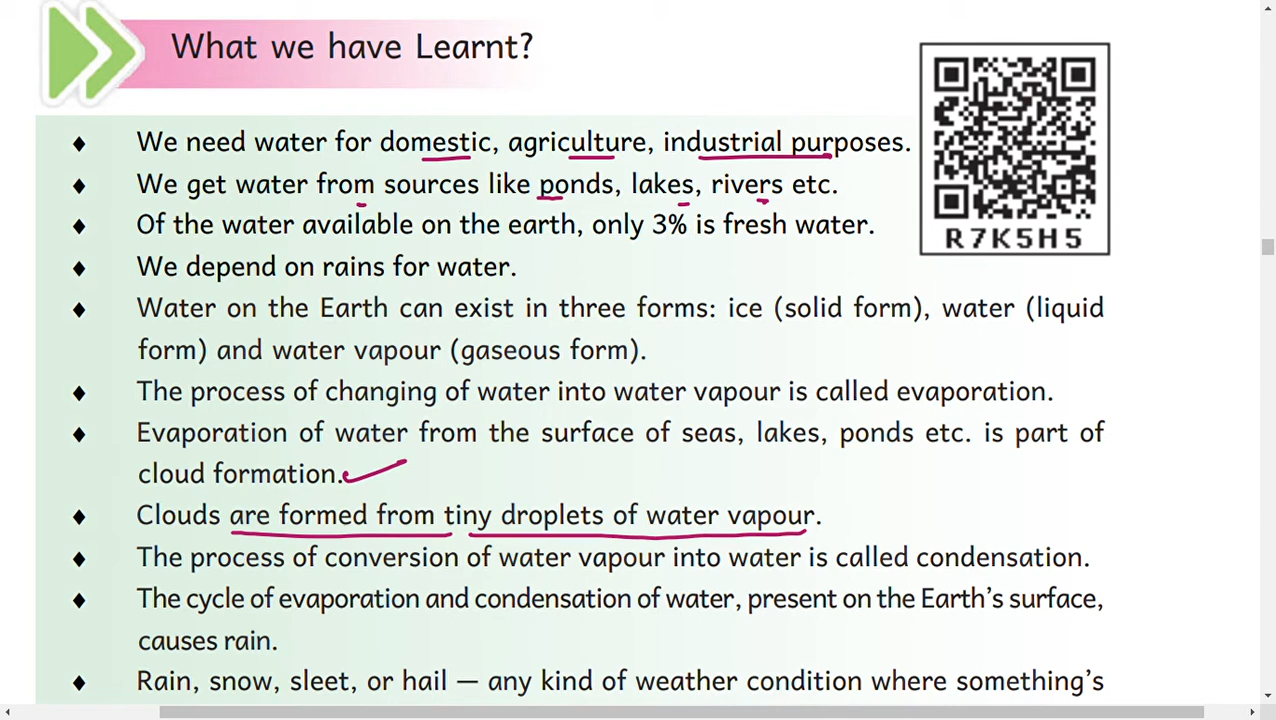 What we have Learnt?
R7K5H5
♦ We need water for domestic, agriculture, industrial purposes.
♦ We get water from sources like ponds, lakes, rivers etc.
♦ Of the water available on the earth, only 3% is fresh water.
♦ We depend on rains for water.
♦ Water on the Earth can exist in three forms: ice (solid form), water (liquid
form) and water vapour (gaseous form).
♦ The process of changing of water into water vapour is called evaporation.
♦ Evaporation of water from the surface of seas, lakes, ponds etc. is part of
cloud formation.
♦ Clouds are formed from tiny droplets of water vapour.
♦ The process of conversion of water vapour into water is called condensation.
♦ The cycle of evaporation and condensation of water, present on the Earth's surface,
causes rain.
♦ Rain, snow, sleet, or hail — any kind of weather condition where something's